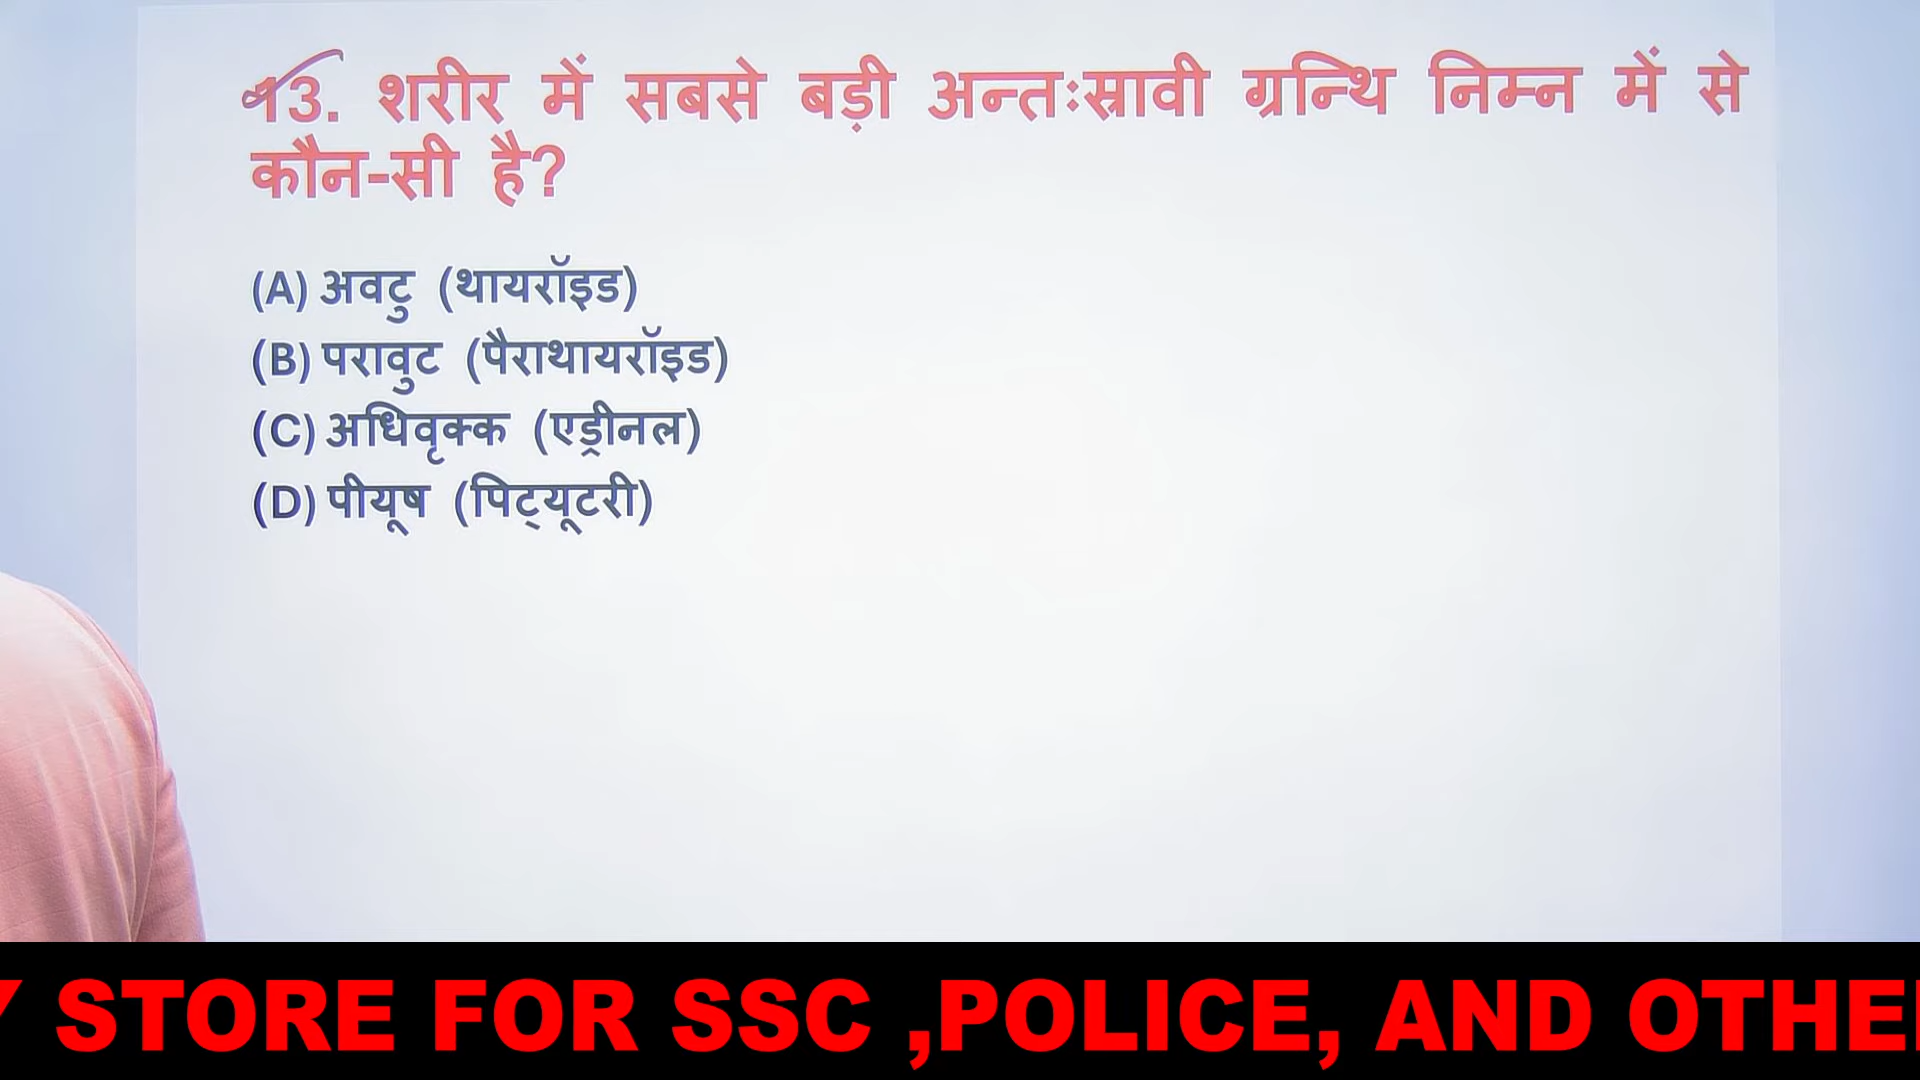 13. शरीर में सबसे बड़ी अन्तःस्रावी ग्रन्थि निम्न में से
कौन-सी है?
(A) अवटु (थायरॉइड)
(B) परावुट (पैराथायरॉइड)
(C) अधिवृक्क (एड्रीनल)
(D) पीयूष (पिट्यूटरी)
STORE FOR SSC ,POLICE, AND